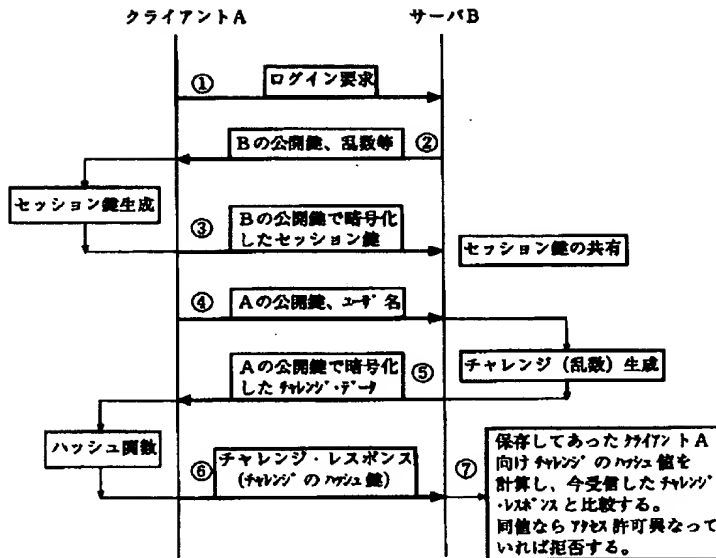 クライアントA
サーバB
①
ログイン要求
Bの公開鍵、乱数等
②
セッション鍵生成
③
Bの公開鍵で暗号化
したセッション鍵
セッション鍵の共有
④
Aの公開鍵、ユーザ名
Aの公開鍵で暗号化
したチャレンジ・データ
⑤
チャレンジ(乱数)生成
ハッシュ関数
⑥
チャレンジ・レスポンス
(チャレンジのハッシュ鍵)
⑦
保存してあったクライアントA
向けチャレンジのハッシュ値を
計算し、今受信したチャレンジ
・レスポンスと比較する。
同値ならアクセス許可異なって
いれば拒否する。